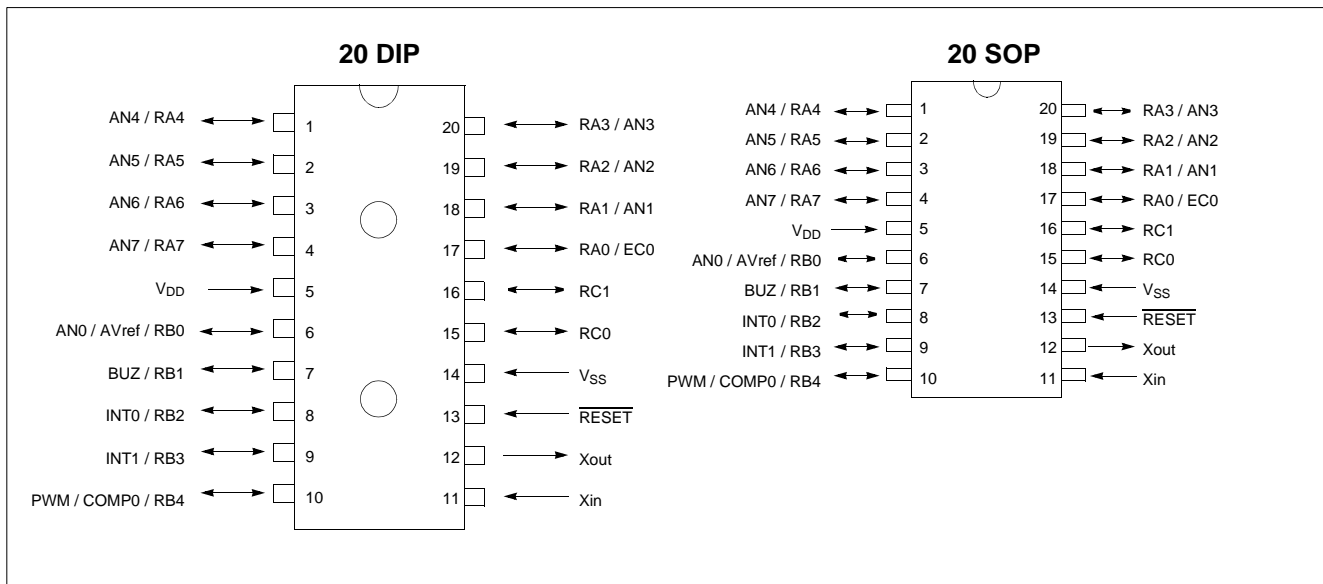 20 DIP
AN4 / RA4
AN5 / RA5
AN6 / RA6
AN7 / RA7
VDD
AN0 / AVref / RB0
BUZ / RB1
INT0 / RB2
INT1 / RB3
PWM / COMP0 / RB4
1
2
3
4
5
6
7
8
9
10
20
19
18
17
16
15
14
13
12
11
RA3 / AN3
RA2 / AN2
RA1 / AN1
RA0 / EC0
RC1
RC0
VSS
RESET
Xout
Xin
20 SOP
AN4 / RA4
AN5 / RA5
AN6 / RA6
AN7 / RA7
VDD
AN0 / AVref / RB0
BUZ / RB1
INT0 / RB2
INT1 / RB3
PWM / COMP0 / RB4
1
2
3
4
5
6
7
8
9
10
20
19
18
17
16
15
14
13
12
11
RA3 / AN3
RA2 / AN2
RA1 / AN1
RA0 / EC0
RC1
RC0
VSS
RESET
Xout
Xin